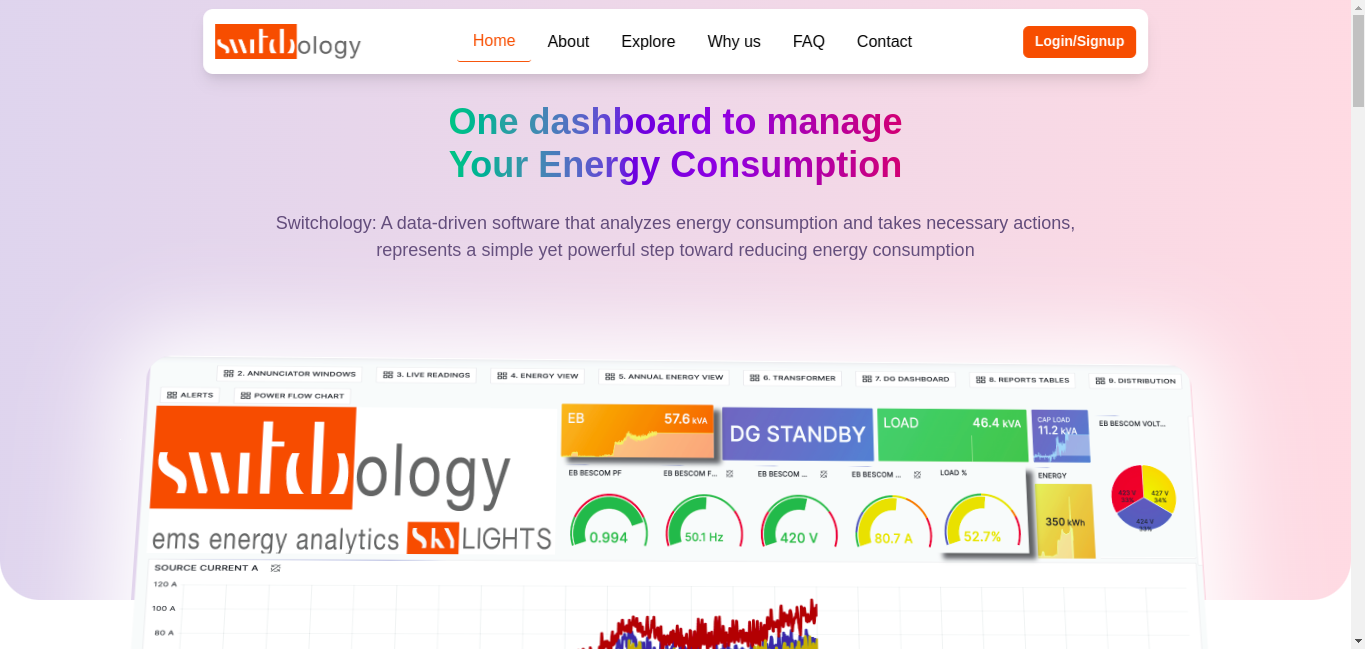 switchology
Home
About
Explore
Why us
FAQ
Contact
Login/Signup
One dashboard to manage
Your Energy Consumption
Switchology: A data-driven software that analyzes energy consumption and takes necessary actions,
represents a simple yet powerful step toward reducing energy consumption
2. ANNUNCIATOR WINDOWS
3. LIVE READINGS
4. ENERGY VIEW
5. ANNUAL ENERGY VIEW
6. TRANSFORMER
7. DG DASHBOARD
8. REPORTS TABLES
9. DISTRIBUTION
ALERTS
POWER FLOW CHART
switchology
ems energy analytics SKYLIGHTS
EB 57.6 kVA
DG STANDBY
LOAD 46.4 kVA
CAP LOAD
11.2 kVA
EB BESCOM VOLT...
EB BESCOM PF
EB BESCOM F...
EB BESCOM ...
EB BESCOM ...
LOAD %
ENERGY
0.994
50.1 Hz
420 V
80.7 A
52.7%
350 kWh
427 V
34%
424 V
SOURCE CURRENT A
120 A
100 A
80 A